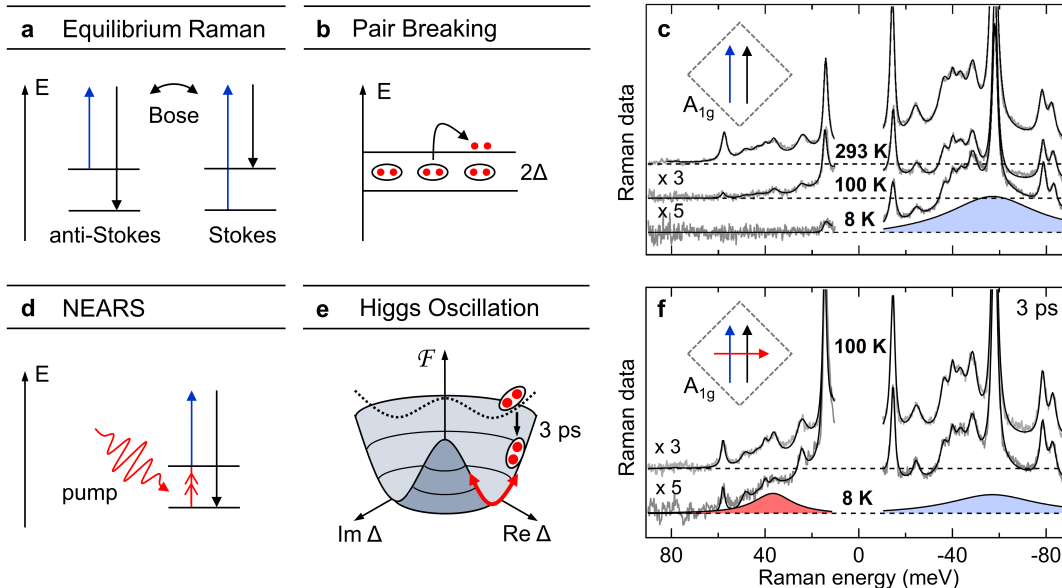 a Equilibrium Raman
E
Bose
anti-Stokes
Stokes
b Pair Breaking
E
2Δ
c
A1g
293 K
x 3
100 K
x 5
8 K
Raman data
d NEARS
E
pump
e Higgs Oscillation
ℱ
3 ps
Im Δ
Re Δ
f
3 ps
A1g
100 K
x 3
x 5
8 K
Raman data
80 40 0 -40 -80
Raman energy (meV)